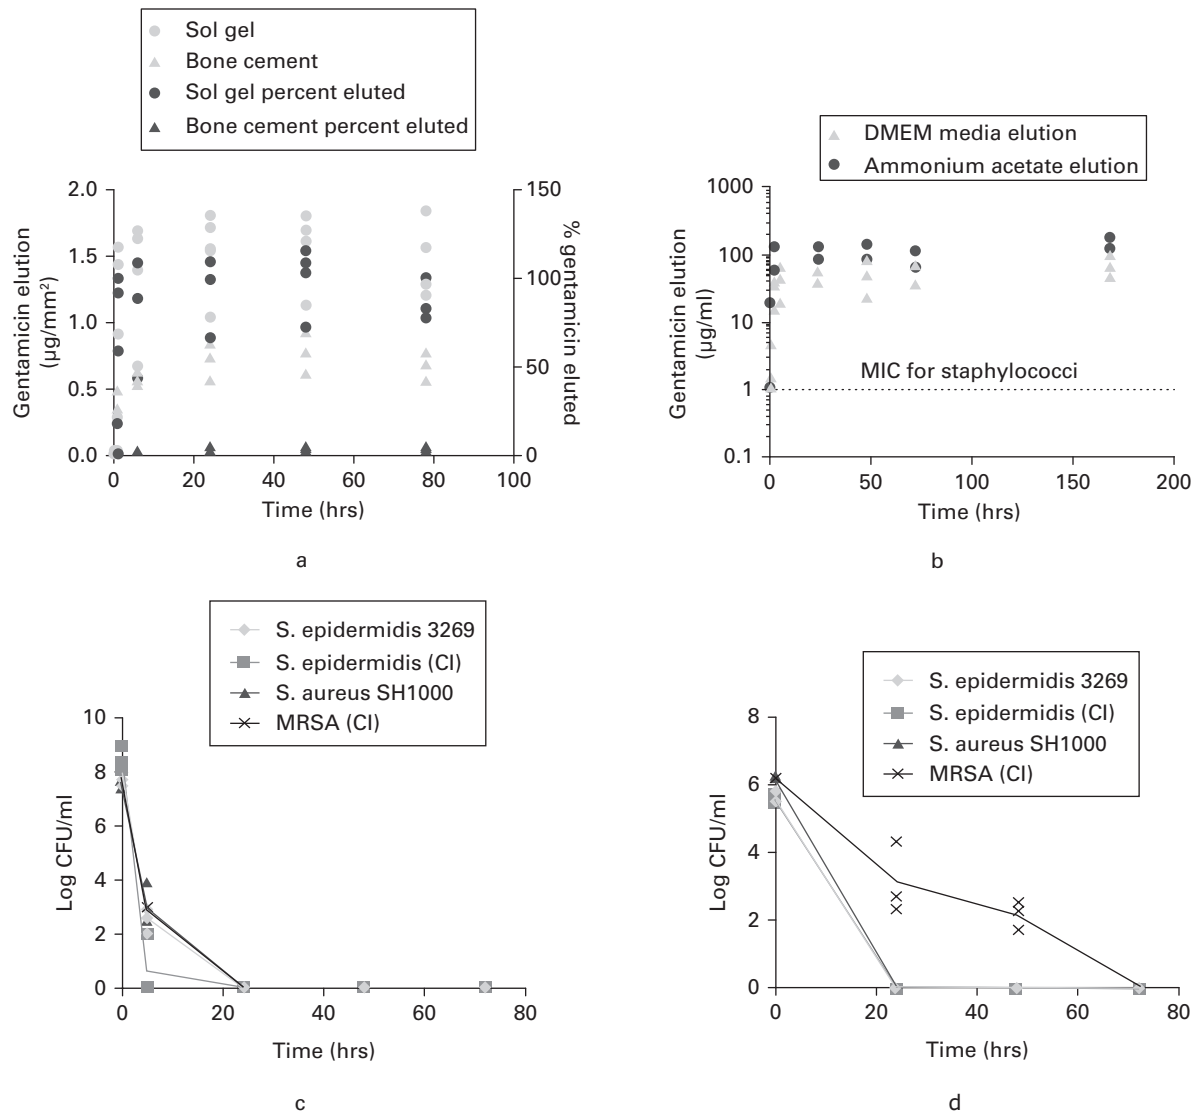 Sol gel
Bone cement
Sol gel percent eluted
Bone cement percent eluted
2.0
1.5
1.0
0.5
0.0
150
100
50
0
Gentamicin elution
(µg/mm²)
% gentamicin eluted
0 20 40 60 80 100
Time (hrs)
a
DMEM media elution
Ammonium acetate elution
1000
100
10
1
0.1
Gentamicin elution
(µg/ml)
MIC for staphylococci
0 50 100 150 200
Time (hrs)
b
S. epidermidis 3269
S. epidermidis (CI)
S. aureus SH1000
MRSA (CI)
10
8
6
4
2
0
Log CFU/ml
0 20 40 60 80
Time (hrs)
c
S. epidermidis 3269
S. epidermidis (CI)
S. aureus SH1000
MRSA (CI)
8
6
4
2
0
Log CFU/ml
0 20 40 60 80
Time (hrs)
d